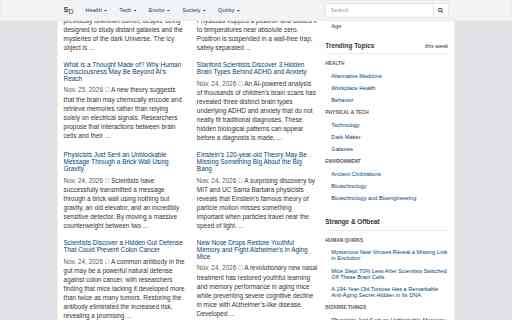 SD
Health
Tech
Enviro
Society
Quirky
Search
designed to study distant galaxies and the
mysteries of the dark Universe. The icy
object is ...
What Is a Thought Made of? Why Human
Consciousness May Be Beyond AI's
Reach
Nov. 25, 2026 — A new theory suggests
that the brain may chemically encode and
retrieve memories rather than relying
solely on electrical signals. Researchers
propose that interactions between brain
cells and their ...
Physicists Just Sent an Unblockable
Message Through a Brick Wall Using
Gravity
Nov. 24, 2026 — Scientists have
successfully transmitted a message
through a brick wall using nothing but
gravity, an old elevator, and an incredibly
sensitive detector. By moving a massive
counterweight between two ...
Scientists Discover a Hidden Gut Defense
That Could Prevent Colon Cancer
Nov. 24, 2026 — A common antibody in the
gut may be a powerful natural defense
against colon cancer, with researchers
finding that mice lacking it developed more
than twice as many tumors. Restoring the
antibody eliminated the increased risk,
revealing a promising ...
to temperatures near absolute zero.
Positron is suspended in a wall-free trap,
safely separated ...
Stanford Scientists Discover 3 Hidden
Brain Types Behind ADHD and Anxiety
Nov. 24, 2026 — An AI-powered analysis
of thousands of children's brain scans has
revealed three distinct brain types
underlying ADHD and anxiety that do not
neatly fit traditional diagnoses. These
hidden biological patterns can appear
before a diagnosis is made, ...
Einstein's 120-year-old Theory May Be
Missing Something Big About the Big
Bang
Nov. 24, 2026 — A surprising discovery by
MIT and UC Santa Barbara physicists
reveals that Einstein's famous theory of
particle motion misses something
important when particles travel near the
speed of light. ...
New Nose Drops Restore Youthful
Memory and Fight Alzheimer's in Aging
Mice
Nov. 24, 2026 — A revolutionary new nasal
treatment has restored youthful learning
and memory performance in aging mice
while preventing severe cognitive decline
in mice with Alzheimer's-like disease.
Developed ...
Age
Trending Topics
this week
HEALTH
Alternative Medicine
Workplace Health
Behavior
PHYSICAL & TECH
Technology
Dark Matter
Galaxies
ENVIRONMENT
Ancient Civilizations
Biotechnology
Biotechnology and Bioengineering
Strange & Offbeat
HUMAN QUIRKS
Mysterious New Viruses Reveal a Missing Link
in Evolution
Mice Slept 70% Less After Scientists Switched
Off These Brain Cells
A 194-Year-Old Tortoise Has a Remarkable
Anti-Aging Secret Hidden in Its DNA
BIZARRE THINGS